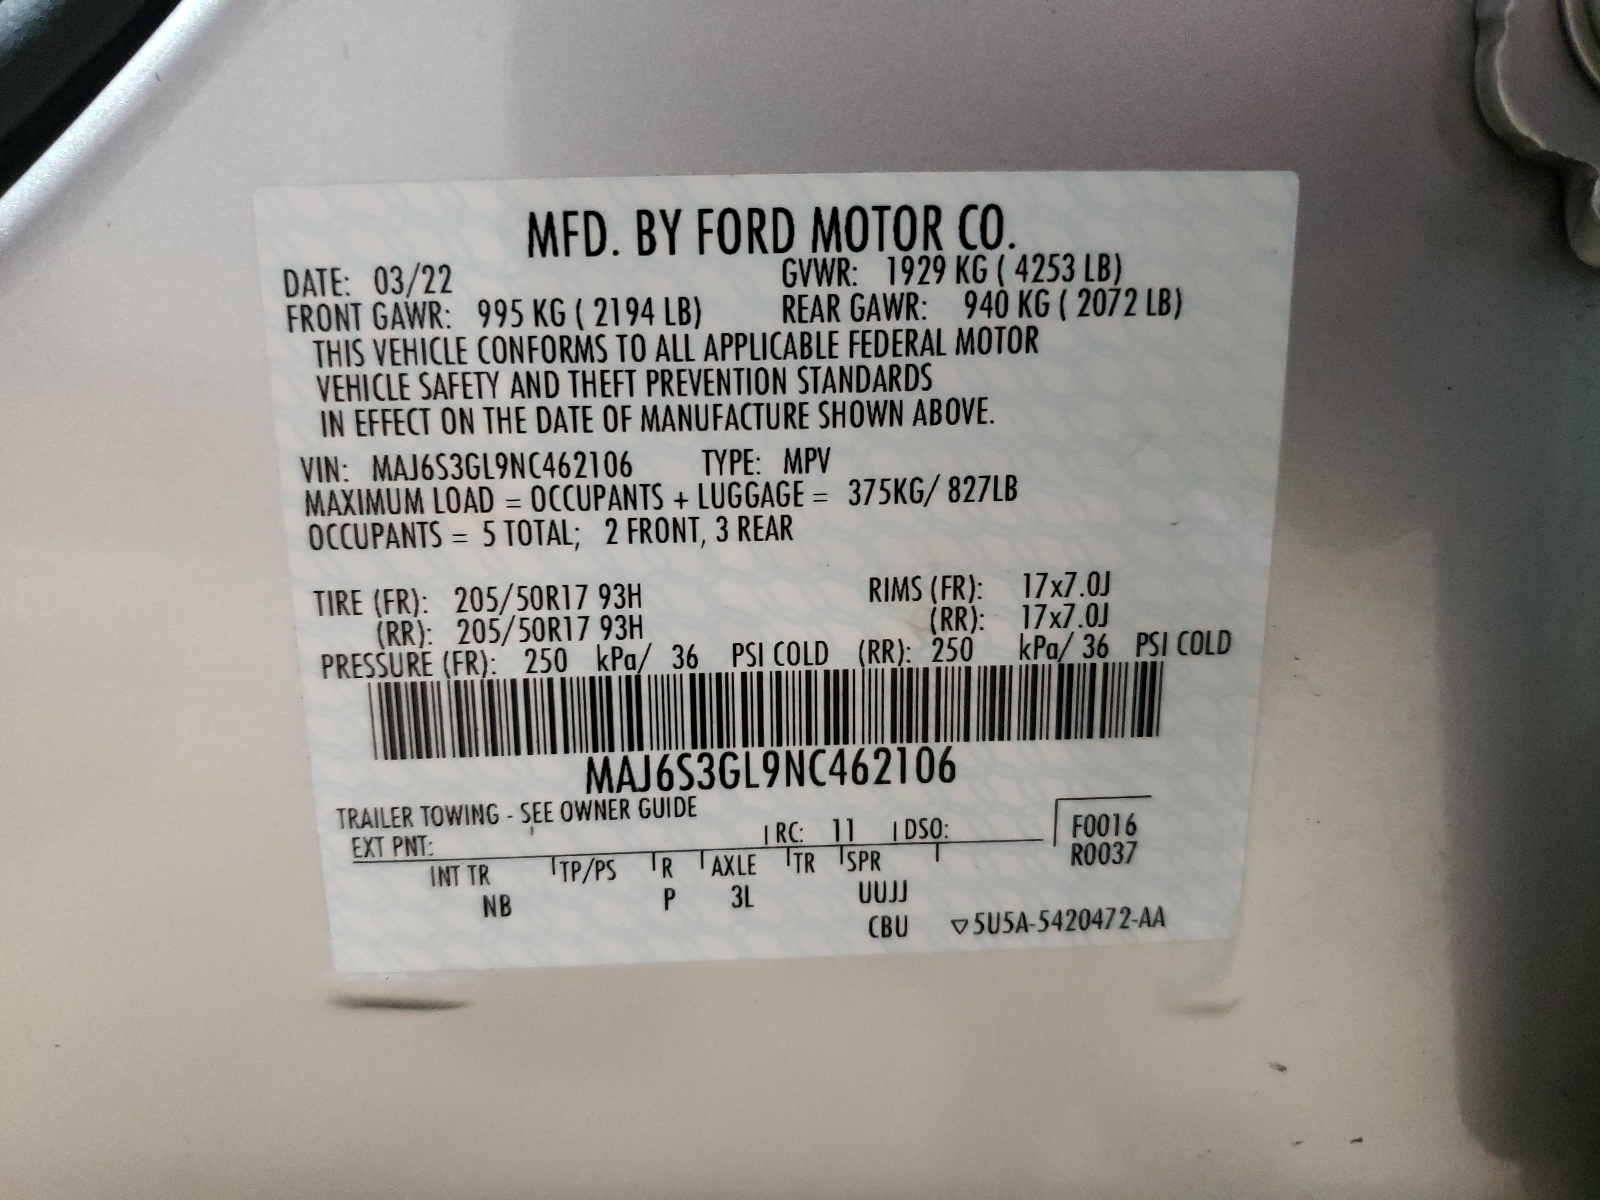 MFD. BY FORD MOTOR CO.
DATE: 03/22 GVWR: 1929 KG ( 4253 LB)
FRONT GAWR: 995 KG ( 2194 LB) REAR GAWR: 940 KG ( 2072 LB)
THIS VEHICLE CONFORMS TO ALL APPLICABLE FEDERAL MOTOR
VEHICLE SAFETY AND THEFT PREVENTION STANDARDS
IN EFFECT ON THE DATE OF MANUFACTURE SHOWN ABOVE.
VIN: MAJ6S3GL9NC462106 TYPE: MPV
MAXIMUM LOAD = OCCUPANTS + LUGGAGE = 375KG/ 827LB
OCCUPANTS = 5 TOTAL; 2 FRONT, 3 REAR
TIRE (FR): 205/50R17 93H RIMS (FR): 17x7.0J
(RR): 205/50R17 93H (RR): 17x7.0J
PRESSURE (FR): 250 kPa/ 36 PSI COLD (RR): 250 kPa/ 36 PSI COLD
MAJ6S3GL9NC462106
TRAILER TOWING - SEE OWNER GUIDE
EXT PNT: RC: 11 DSO: F0016
R0037
INT TR TP/PS R AXLE TR SPR
NB P 3L UUJJ
CBU ▽5U5A-5420472-AA